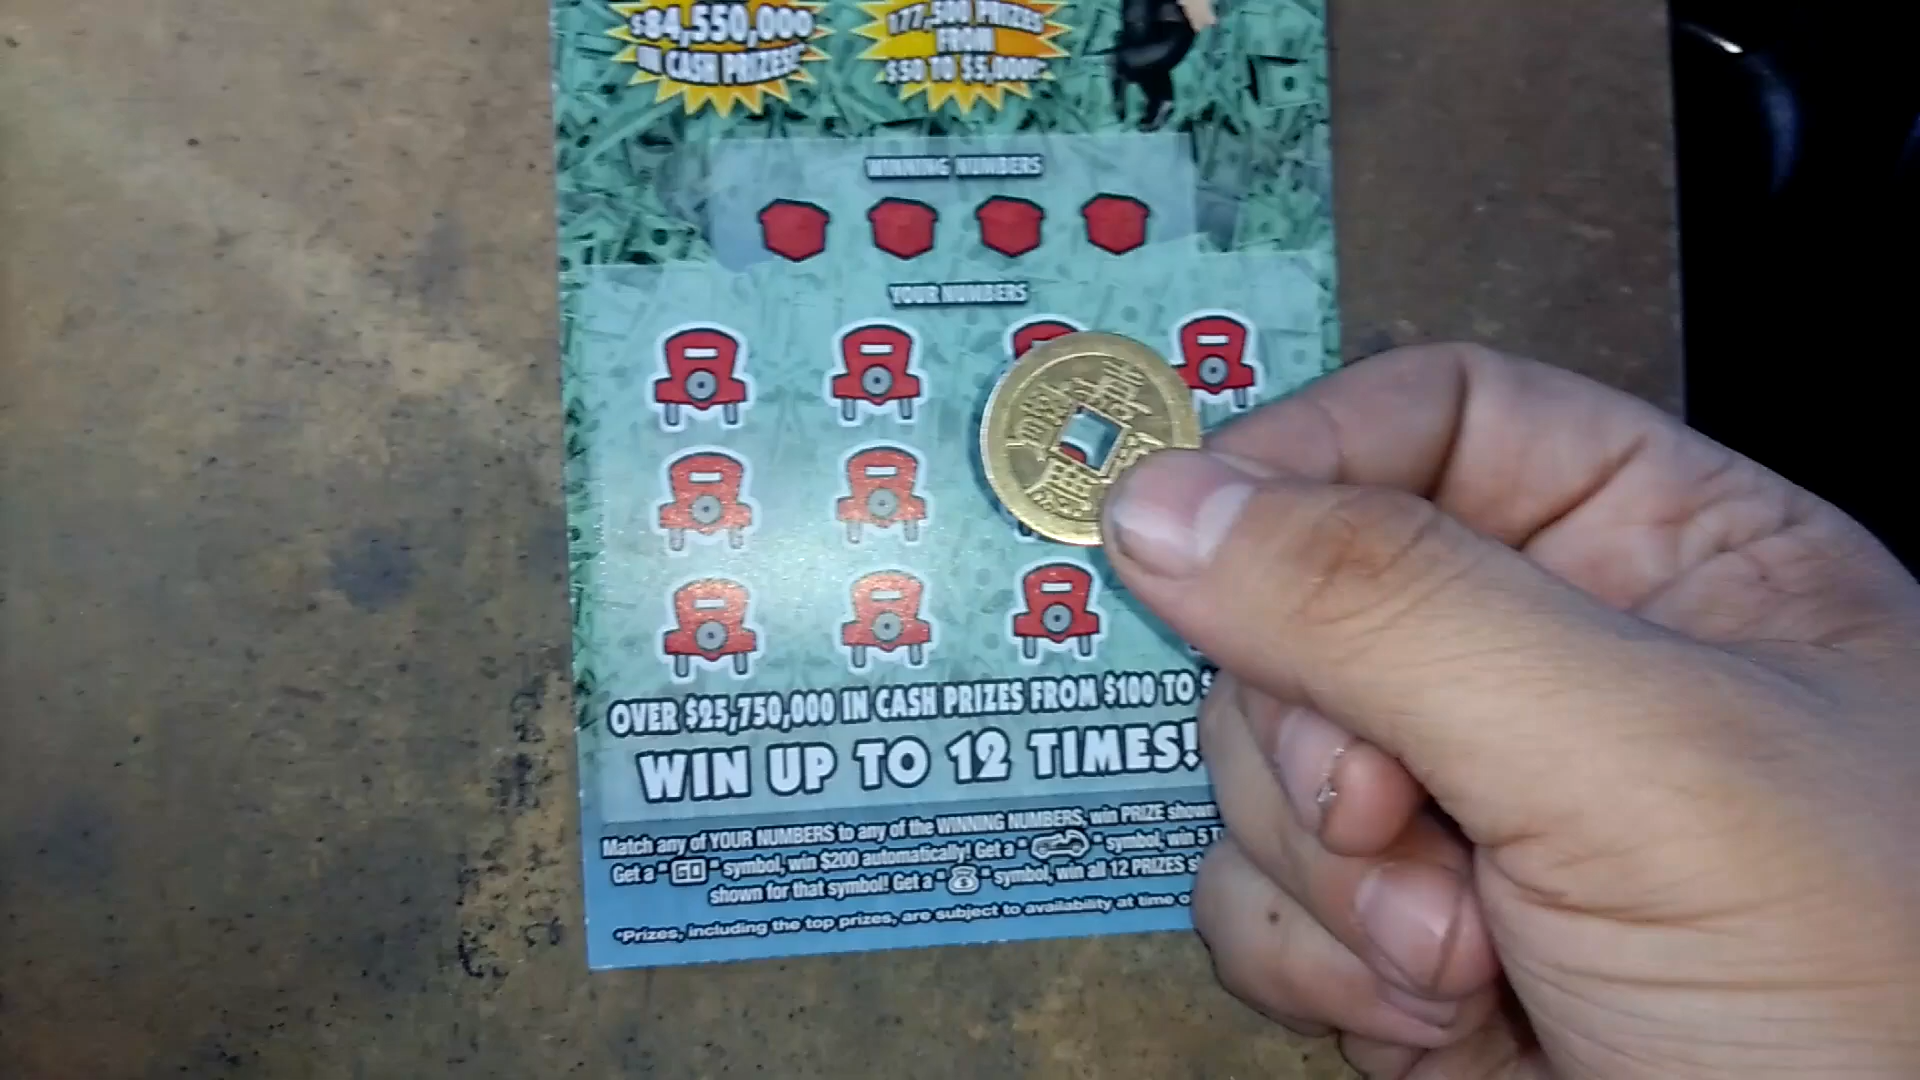 $84,550,000
IN CASH PRIZES!*
177,500 PRIZES
FROM
$50 TO $5,000!*
WINNING NUMBERS
YOUR NUMBERS
OVER $25,750,000 IN CASH PRIZES FROM $100 TO
WIN UP TO 12 TIMES!
Match any of YOUR NUMBERS to any of the WINNING NUMBERS, win PRIZE shown
Get a "GO" symbol, win $200 automatically! Get a " " symbol, win 5
shown for that symbol! Get a " " symbol, win all 12 PRIZES
*Prizes, including the top prizes, are subject to availability at time